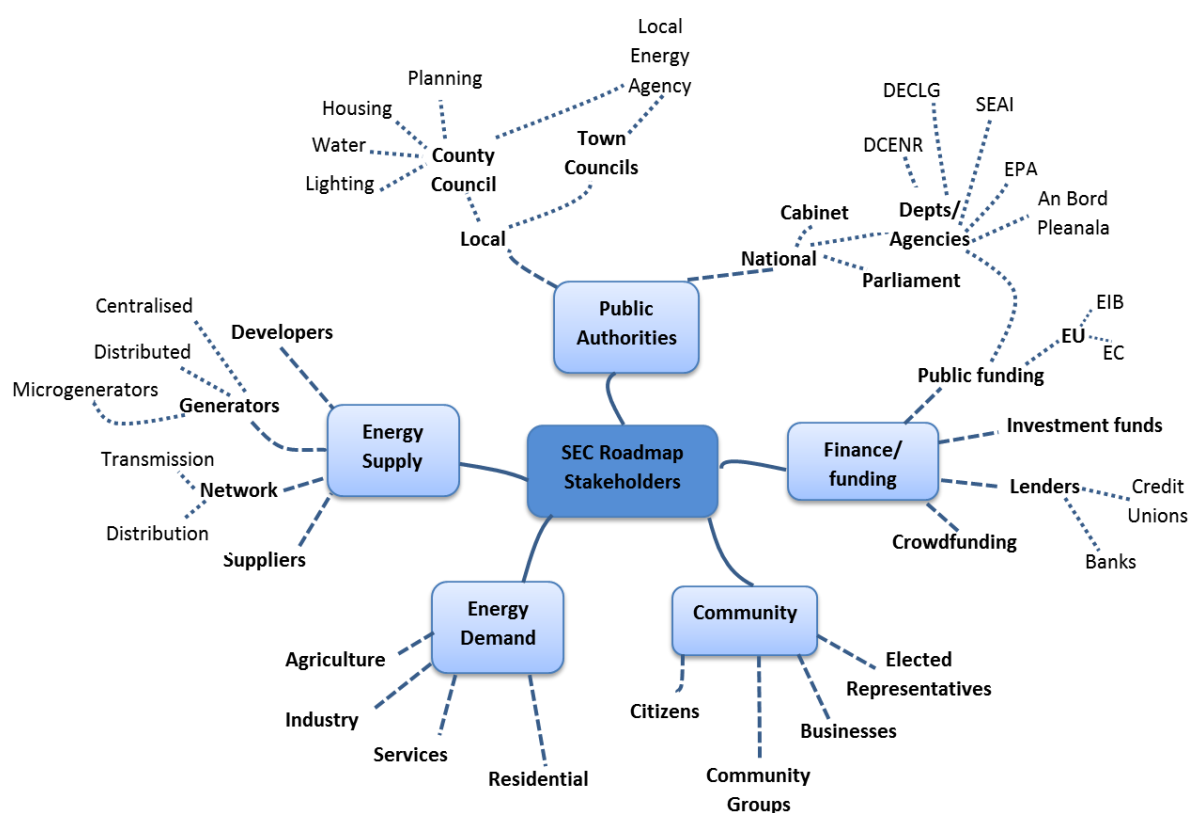 Local
Energy
Agency
Planning
Housing
Water
Lighting
County
Council
Town
Councils
Local
DECLG
SEAI
DCENR
EPA
An Bord
Pleanala
Cabinet
Depts/
Agencies
National
Parliament
Public
Authorities
EIB
EU
EC
Public funding
Centralised
Developers
Distributed
Microgenerators
Generators
Energy
Supply
Transmission
Network
Distribution
Suppliers
SEC Roadmap
Stakeholders
Finance/
funding
Investment funds
Lenders
Credit
Unions
Crowdfunding
Banks
Energy
Demand
Agriculture
Industry
Services
Residential
Community
Elected
Representatives
Citizens
Businesses
Community
Groups